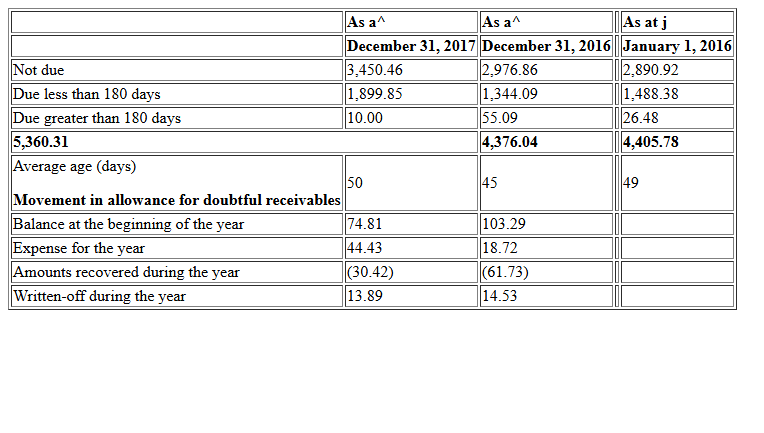 As a^ As a^ As at j
December 31, 2017 December 31, 2016 January 1, 2016
Not due 3,450.46 2,976.86 2,890.92
Due less than 180 days 1,899.85 1,344.09 1,488.38
Due greater than 180 days 10.00 55.09 26.48
5,360.31 4,376.04 4,405.78
Average age (days)
50 45 49
Movement in allowance for doubtful receivables
Balance at the beginning of the year 74.81 103.29
Expense for the year 44.43 18.72
Amounts recovered during the year (30.42) (61.73)
Written-off during the year 13.89 14.53